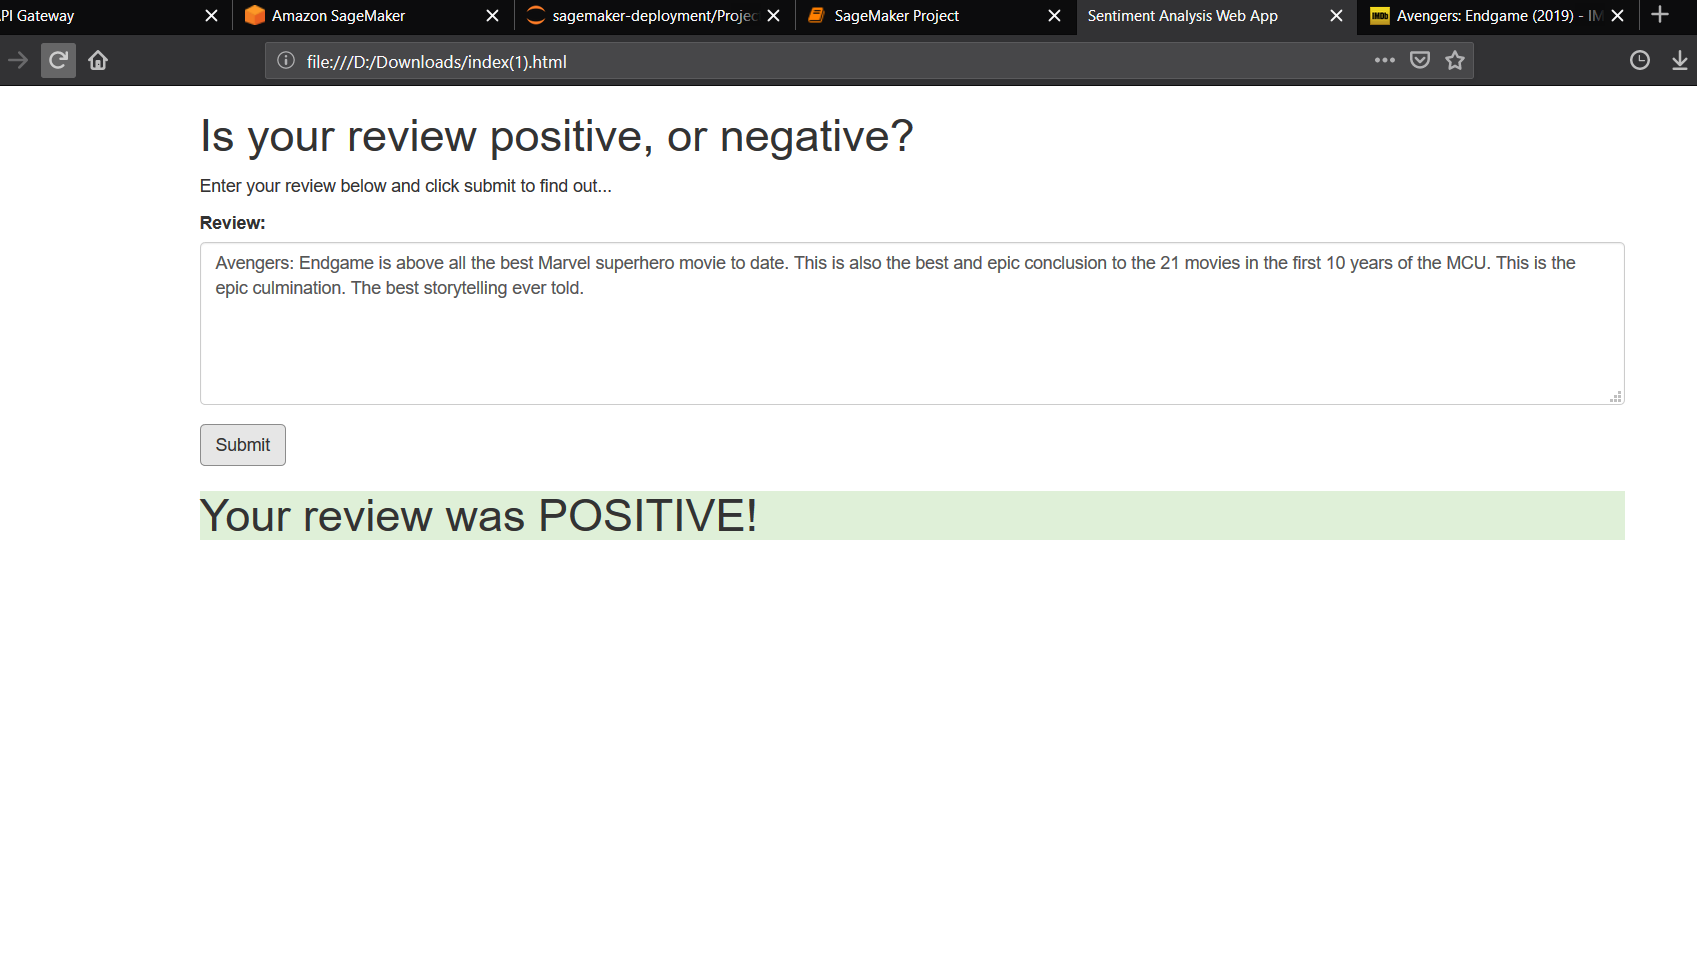 PI Gateway
Amazon SageMaker
sagemaker-deployment/Projec
SageMaker Project
Sentiment Analysis Web App
IMDb
Avengers: Endgame (2019) - IM
file:///D:/Downloads/index(1).html
Is your review positive, or negative?
Enter your review below and click submit to find out...
Review:
Avengers: Endgame is above all the best Marvel superhero movie to date. This is also the best and epic conclusion to the 21 movies in the first 10 years of the MCU. This is the
epic culmination. The best storytelling ever told.
Submit
Your review was POSITIVE!